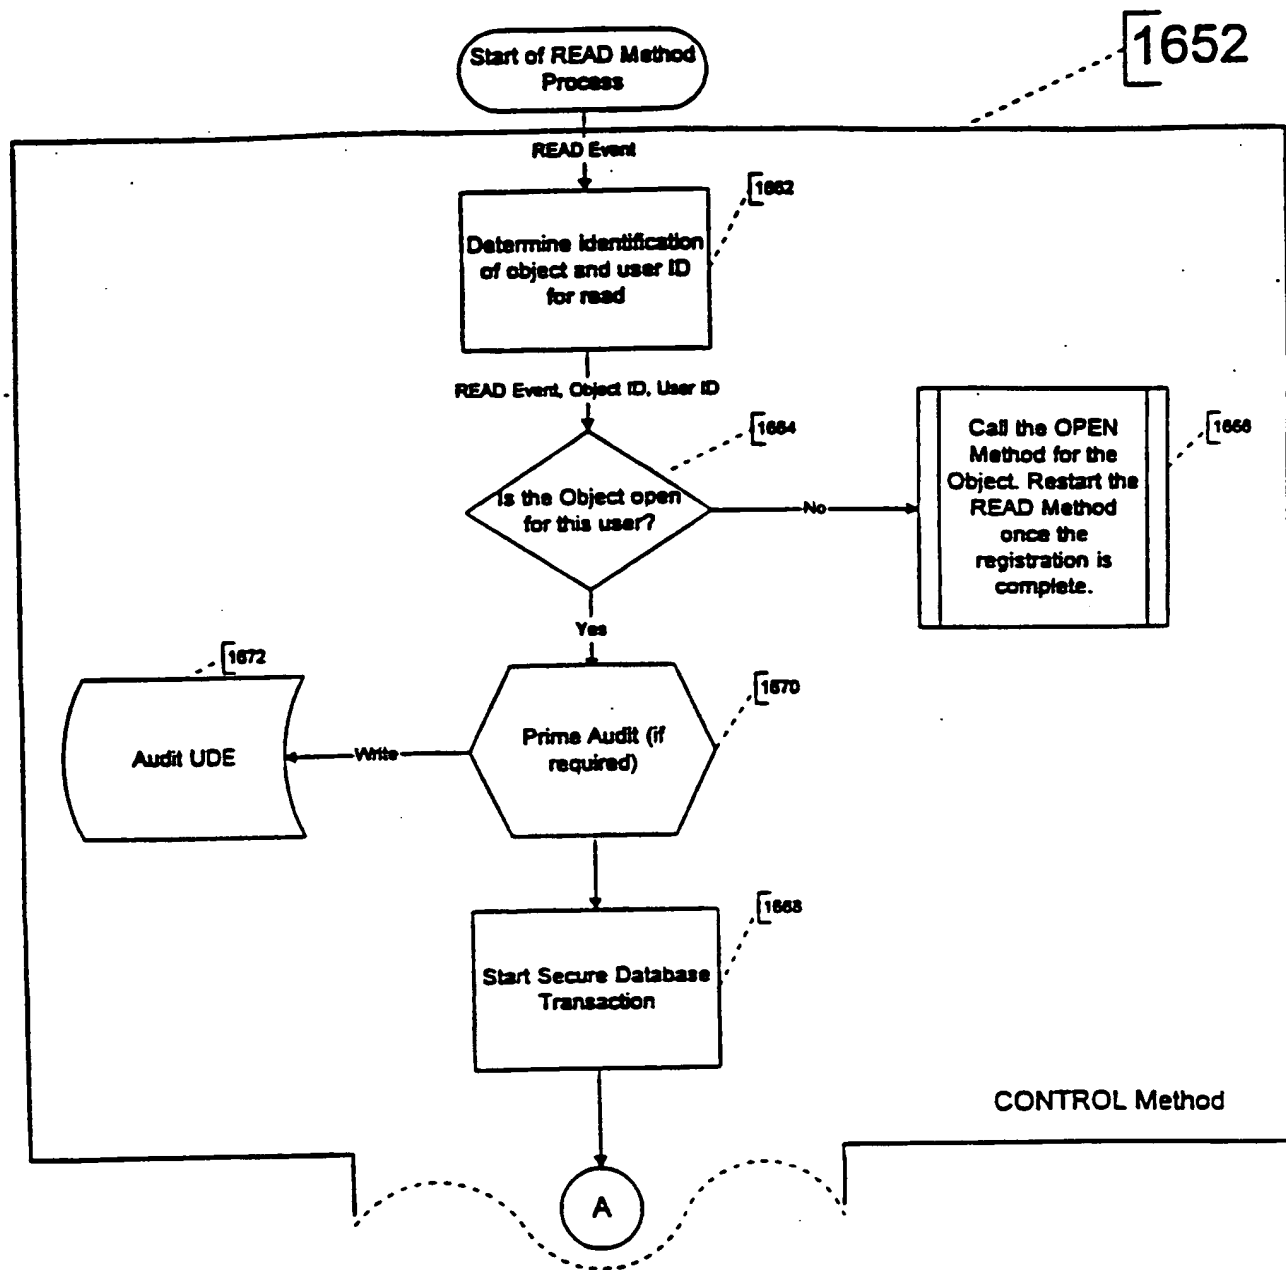 Start of READ Method
Process
1652
READ Event
1662
Determine identification
of object and user ID
for read
READ Event, Object ID, User ID
1664
Is the Object open
for this user?
No
Call the OPEN
Method for the
Object. Restart the
READ Method
once the
registration is
complete.
1666
Yes
1672
Audit UDE
Write
1670
Prime Audit (if
required)
1668
Start Secure Database
Transaction
CONTROL Method
A